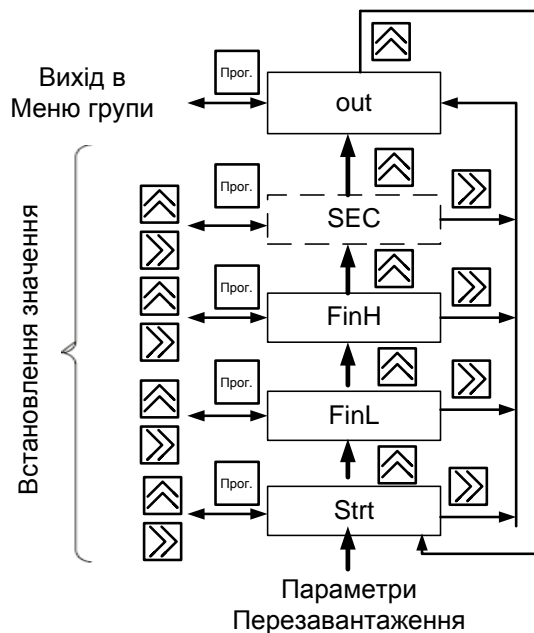 Вихід в
Меню групи
Прог.
out
Прог.
SEC
Прог.
FinH
Прог.
FinL
Прог.
Strt
Встановлення значення
Параметри
Перезавантаження